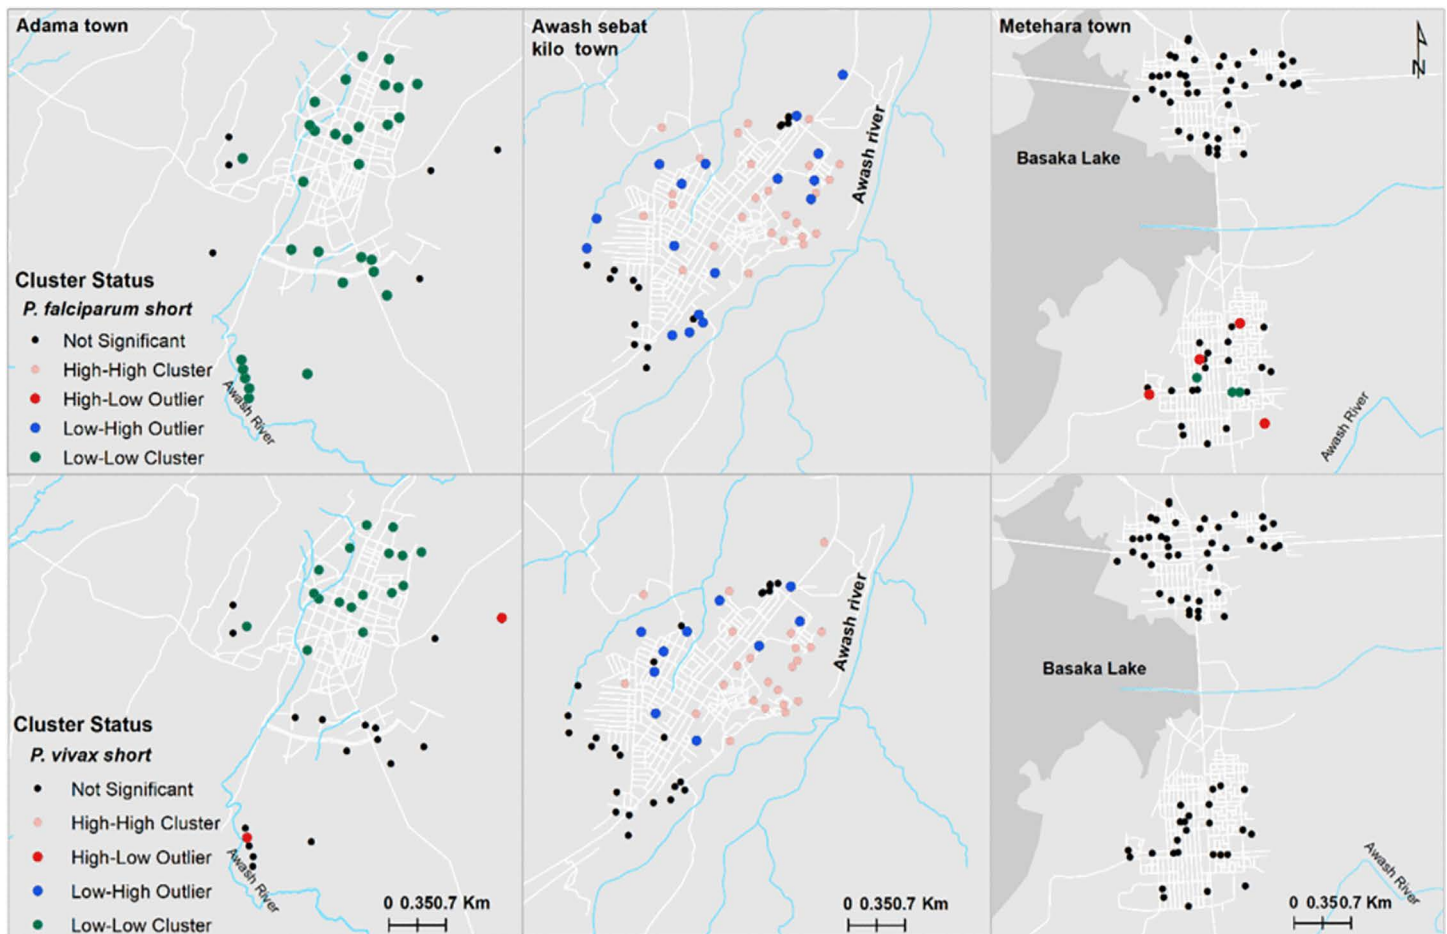 Adama town
Awash sebat
kilo town
Metehara town
N
Awash river
Basaka Lake
Cluster Status
P. falciparum short
Not Significant
High-High Cluster
High-Low Outlier
Low-High Outlier
Low-Low Cluster
Awash River
Awash River
Awash river
Basaka Lake
Cluster Status
P. vivax short
Not Significant
High-High Cluster
High-Low Outlier
Low-High Outlier
Low-Low Cluster
Awash River
Awash River
0 0.350.7 Km
0 0.350.7 Km
0 0.350.7 Km